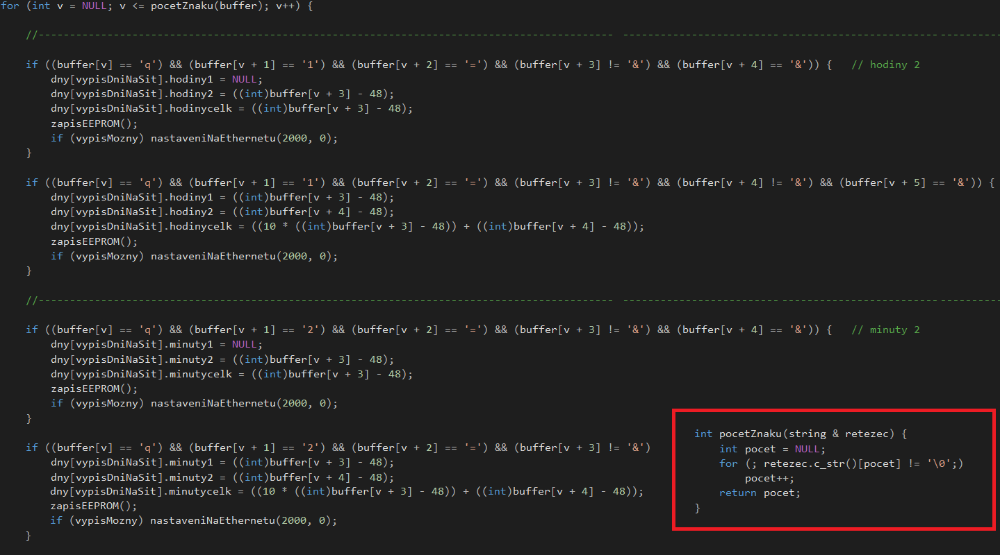 for (int v = NULL; v <= pocetZnaku(buffer); v++) {
//-------------------------------------------------------------------------------------------- ------------------------- ------------------------- ----------
if ((buffer[v] == 'q') && (buffer[v + 1] == '1') && (buffer[v + 2] == '=') && (buffer[v + 3] != '&') && (buffer[v + 4] == '&')) { // hodiny 2
dny[vypisDniNaSit].hodiny1 = NULL;
dny[vypisDniNaSit].hodiny2 = ((int)buffer[v + 3] - 48);
dny[vypisDniNaSit].hodinycelk = ((int)buffer[v + 3] - 48);
zapisEEPROM();
if (vypisMozny) nastaveniNaEthernetu(2000, 0);
}
if ((buffer[v] == 'q') && (buffer[v + 1] == '1') && (buffer[v + 2] == '=') && (buffer[v + 3] != '&') && (buffer[v + 4] != '&') && (buffer[v + 5] == '&')) {
dny[vypisDniNaSit].hodiny1 = ((int)buffer[v + 3] - 48);
dny[vypisDniNaSit].hodiny2 = ((int)buffer[v + 4] - 48);
dny[vypisDniNaSit].hodinycelk = ((10 * ((int)buffer[v + 3] - 48)) + ((int)buffer[v + 4] - 48));
zapisEEPROM();
if (vypisMozny) nastaveniNaEthernetu(2000, 0);
}
//-------------------------------------------------------------------------------------------- ------------------------- ------------------------- ----------
if ((buffer[v] == 'q') && (buffer[v + 1] == '2') && (buffer[v + 2] == '=') && (buffer[v + 3] != '&') && (buffer[v + 4] == '&')) { // minuty 2
dny[vypisDniNaSit].minuty1 = NULL;
dny[vypisDniNaSit].minuty2 = ((int)buffer[v + 3] - 48);
dny[vypisDniNaSit].minutycelk = ((int)buffer[v + 3] - 48);
zapisEEPROM();
if (vypisMozny) nastaveniNaEthernetu(2000, 0);
}
if ((buffer[v] == 'q') && (buffer[v + 1] == '2') && (buffer[v + 2] == '=') && (buffer[v + 3] != '&')
dny[vypisDniNaSit].minuty1 = ((int)buffer[v + 3] - 48);
dny[vypisDniNaSit].minuty2 = ((int)buffer[v + 4] - 48);
dny[vypisDniNaSit].minutycelk = ((10 * ((int)buffer[v + 3] - 48)) + ((int)buffer[v + 4] - 48));
zapisEEPROM();
if (vypisMozny) nastaveniNaEthernetu(2000, 0);
}
int pocetZnaku(string & retezec) {
int pocet = NULL;
for (; retezec.c_str()[pocet] != '\0';)
pocet++;
return pocet;
}